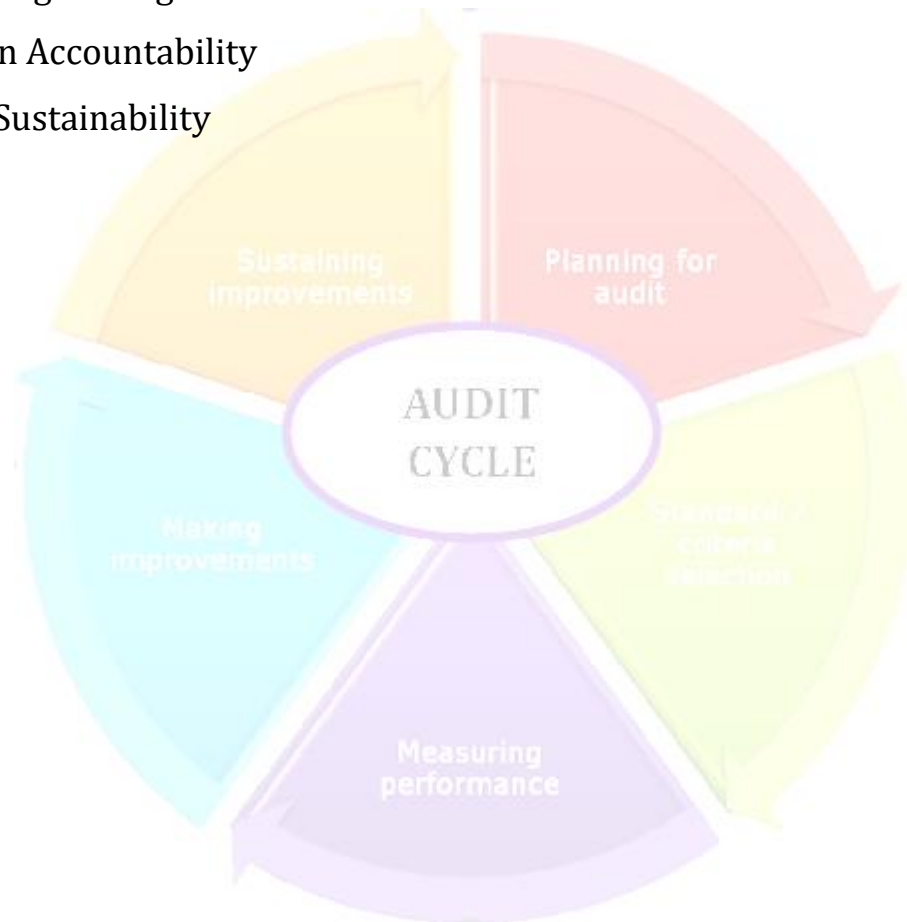 n Accountability
Sustainability
Sustaining
improvements
Planning for
audit
AUDIT
CYCLE
Making
improvements
criteria
selection
Measuring
performance